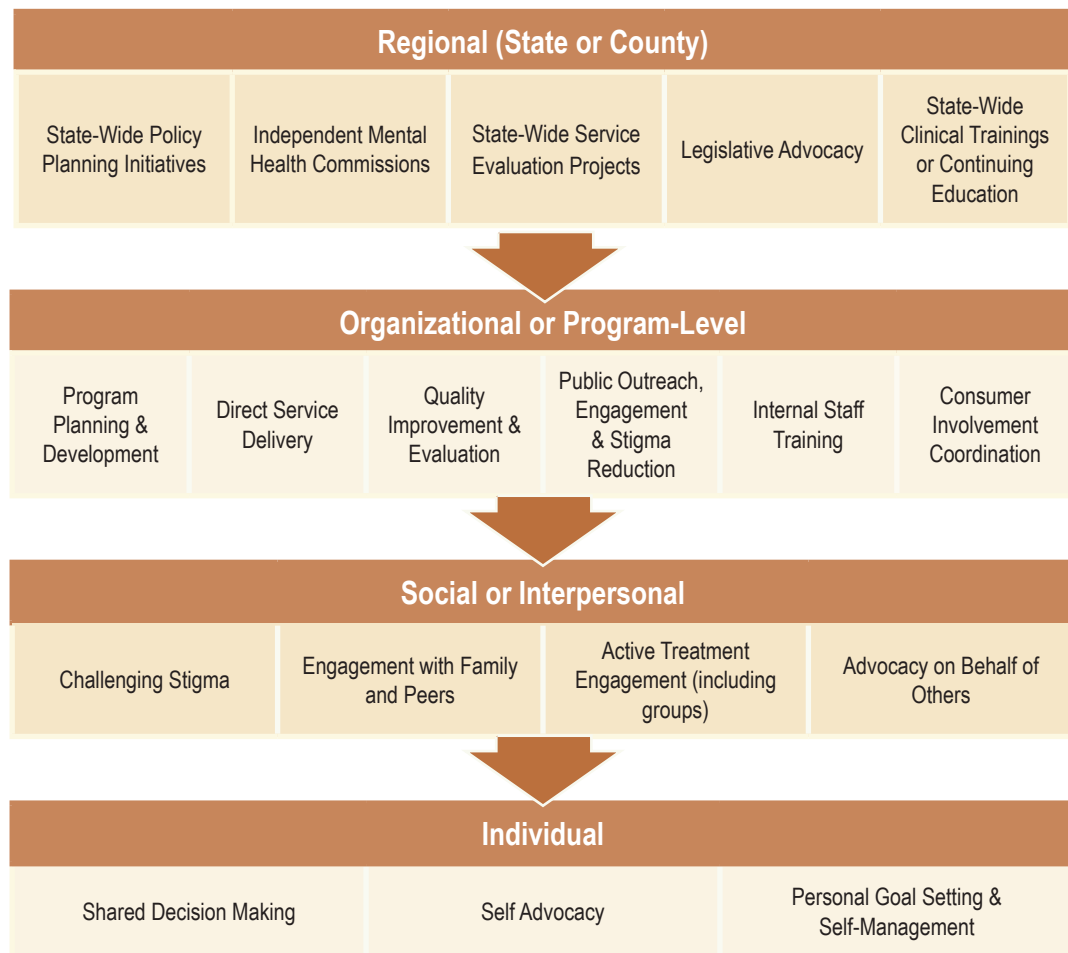 Regional (State or County)
State-Wide Policy
Planning Initiatives
Independent Mental
Health Commissions
State-Wide Service
Evaluation Projects
Legislative Advocacy
State-Wide
Clinical Trainings
or Continuing
Education
Organizational or Program-Level
Program
Planning &
Development
Direct Service
Delivery
Quality
Improvement &
Evaluation
Public Outreach,
Engagement
& Stigma
Reduction
Internal Staff
Training
Consumer
Involvement
Coordination
Social or Interpersonal
Challenging Stigma
Engagement with Family
and Peers
Active Treatment
Engagement (including
groups)
Advocacy on Behalf of
Others
Individual
Shared Decision Making
Self Advocacy
Personal Goal Setting &
Self-Management